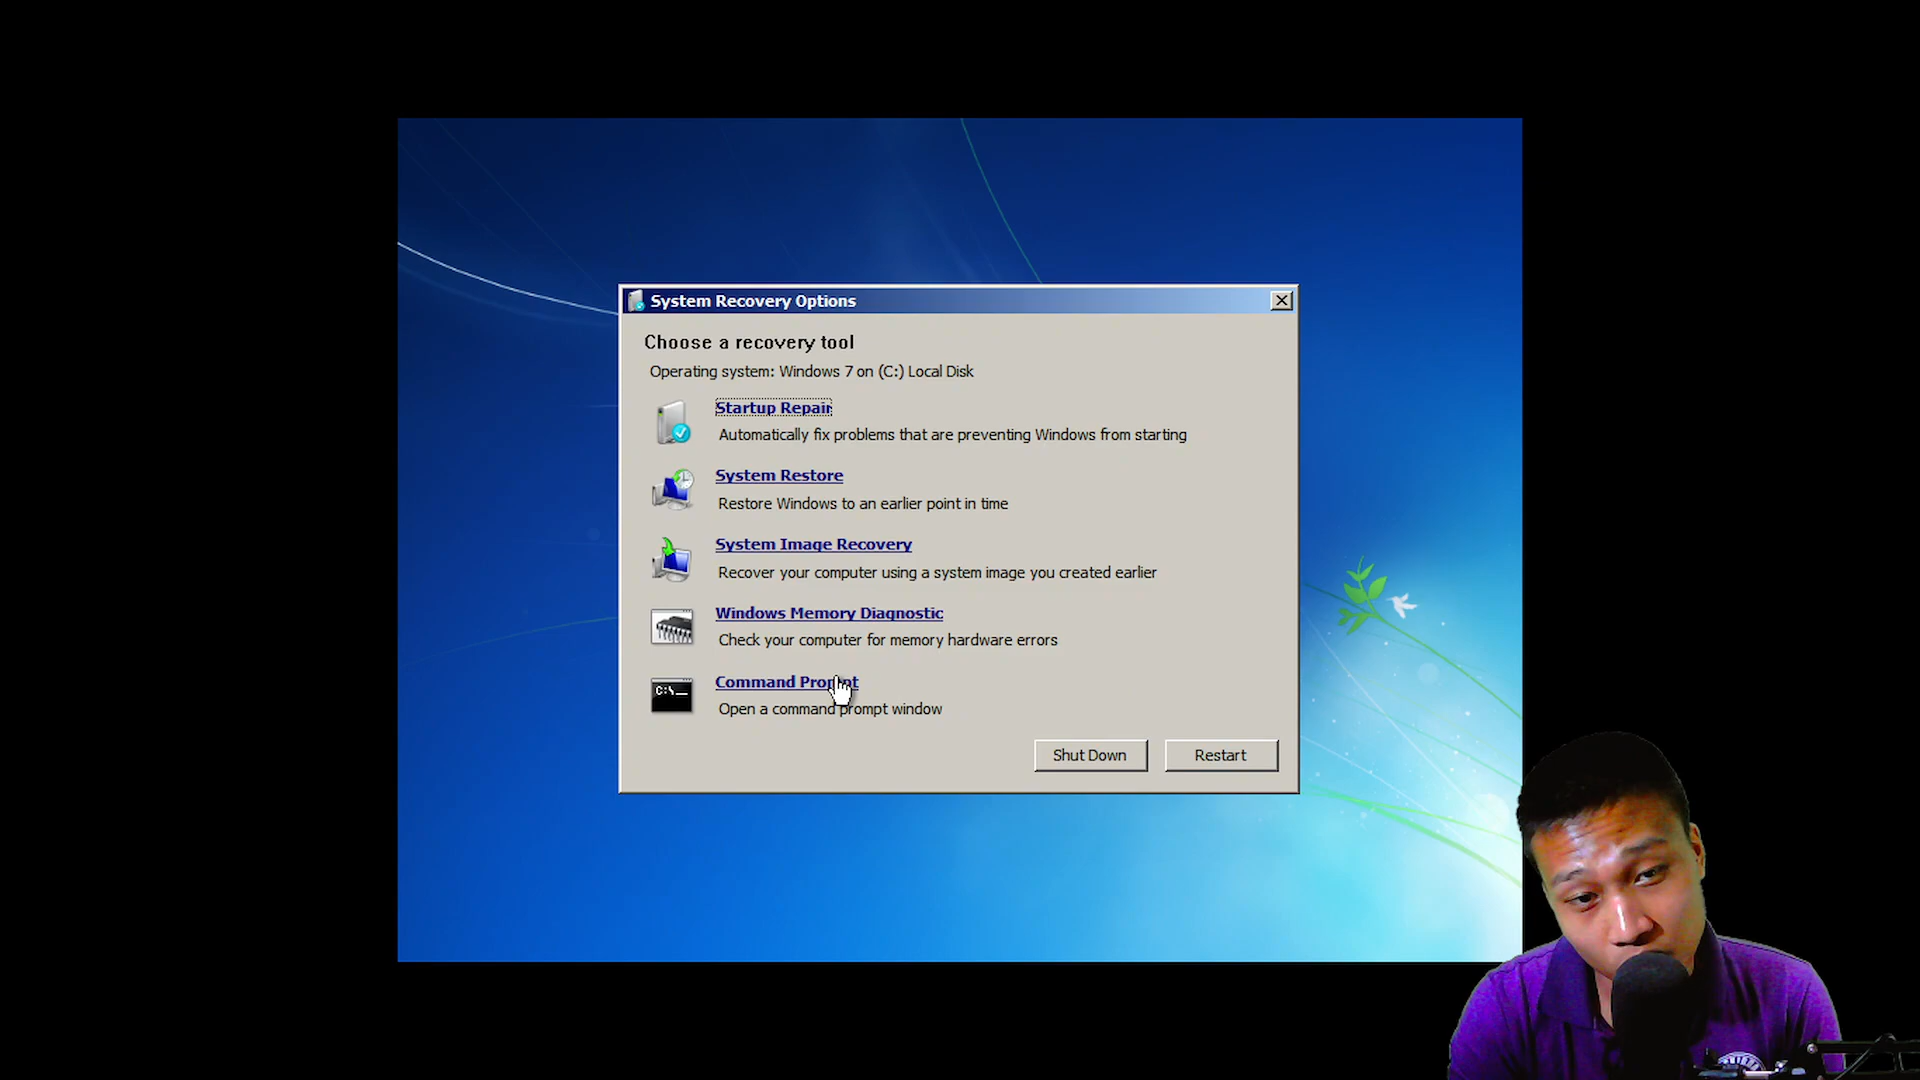 System Recovery Options
Choose a recovery tool
Operating system: Windows 7 on (C:) Local Disk
Startup Repair
Automatically fix problems that are preventing Windows from starting
System Restore
Restore Windows to an earlier point in time
System Image Recovery
Recover your computer using a system image you created earlier
Windows Memory Diagnostic
Check your computer for memory hardware errors
C:\_
Command Prompt
Open a command prompt window
Shut Down
Restart